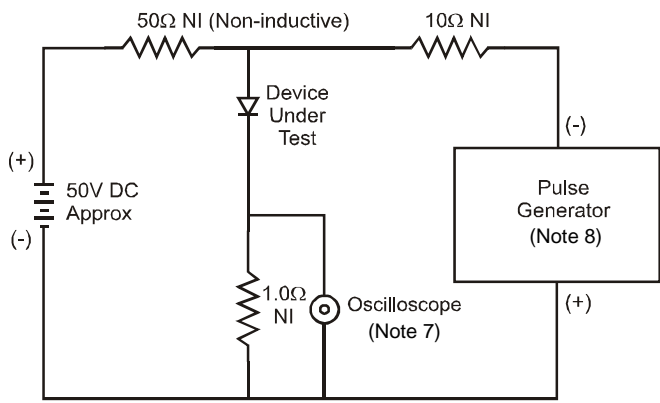 50Ω NI (Non-inductive)
10Ω NI
Device
Under
Test
(-)
(+)
50V DC
Approx
(-)
Pulse
Generator
(Note 8)
1.0Ω
NI
Oscilloscope
(Note 7)
(+)